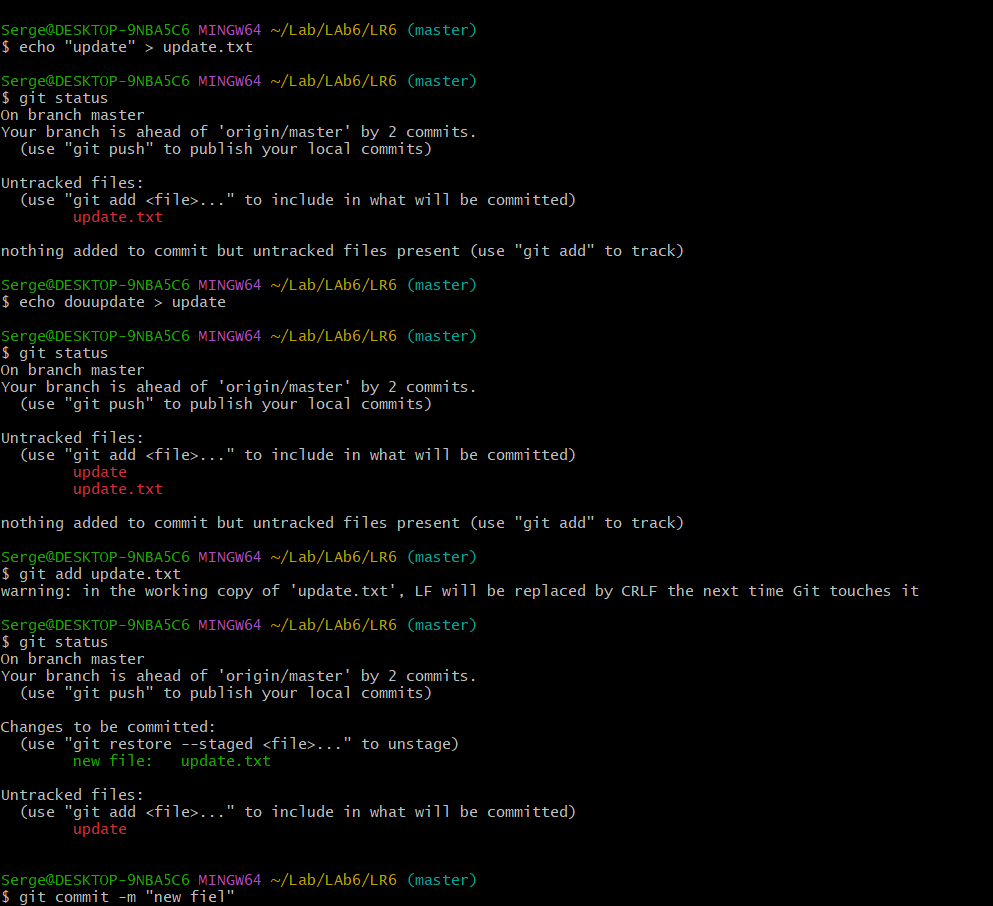 Serge@DESKTOP-9NBA5C6 MINGW64 ~/Lab/LAb6/LR6 (master)
$ echo "update" > update.txt
Serge@DESKTOP-9NBA5C6 MINGW64 ~/Lab/LAb6/LR6 (master)
$ git status
On branch master
Your branch is ahead of 'origin/master' by 2 commits.
  (use "git push" to publish your local commits)
Untracked files:
  (use "git add <file>..." to include in what will be committed)
        update.txt
nothing added to commit but untracked files present (use "git add" to track)
Serge@DESKTOP-9NBA5C6 MINGW64 ~/Lab/LAb6/LR6 (master)
$ echo douupdate > update
Serge@DESKTOP-9NBA5C6 MINGW64 ~/Lab/LAb6/LR6 (master)
$ git status
On branch master
Your branch is ahead of 'origin/master' by 2 commits.
  (use "git push" to publish your local commits)
Untracked files:
  (use "git add <file>..." to include in what will be committed)
        update
        update.txt
nothing added to commit but untracked files present (use "git add" to track)
Serge@DESKTOP-9NBA5C6 MINGW64 ~/Lab/LAb6/LR6 (master)
$ git add update.txt
warning: in the working copy of 'update.txt', LF will be replaced by CRLF the next time Git touches it
Serge@DESKTOP-9NBA5C6 MINGW64 ~/Lab/LAb6/LR6 (master)
$ git status
On branch master
Your branch is ahead of 'origin/master' by 2 commits.
  (use "git push" to publish your local commits)
Changes to be committed:
  (use "git restore --staged <file>..." to unstage)
        new file:   update.txt
Untracked files:
  (use "git add <file>..." to include in what will be committed)
        update
Serge@DESKTOP-9NBA5C6 MINGW64 ~/Lab/LAb6/LR6 (master)
$ git commit -m "new fiel"